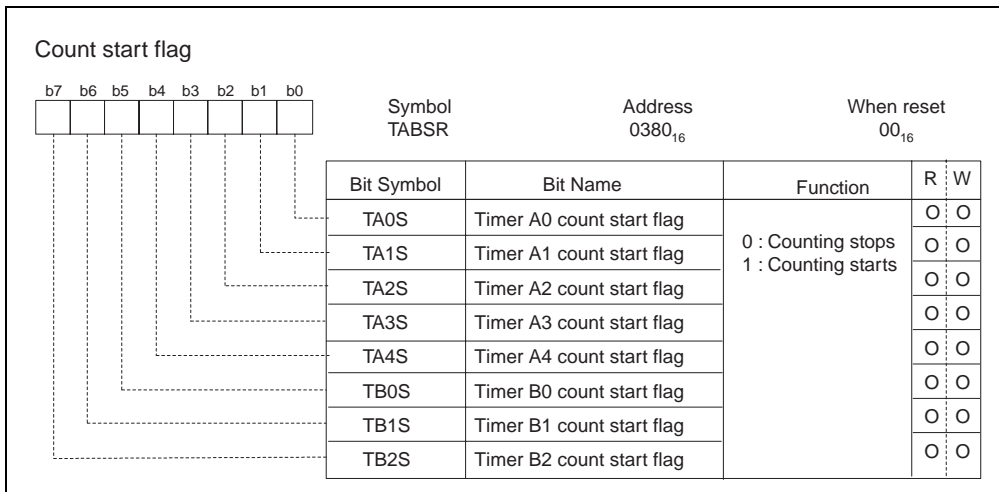 Count start flag
b7 b6 b5 b4 b3 b2 b1 b0
Symbol Address When reset
TABSR 0380₁₆ 00₁₆
Bit Symbol Bit Name Function R W
TA0S Timer A0 count start flag 0 : Counting stops O O
TA1S Timer A1 count start flag 1 : Counting starts O O
TA2S Timer A2 count start flag O O
TA3S Timer A3 count start flag O O
TA4S Timer A4 count start flag O O
TB0S Timer B0 count start flag O O
TB1S Timer B1 count start flag O O
TB2S Timer B2 count start flag O O